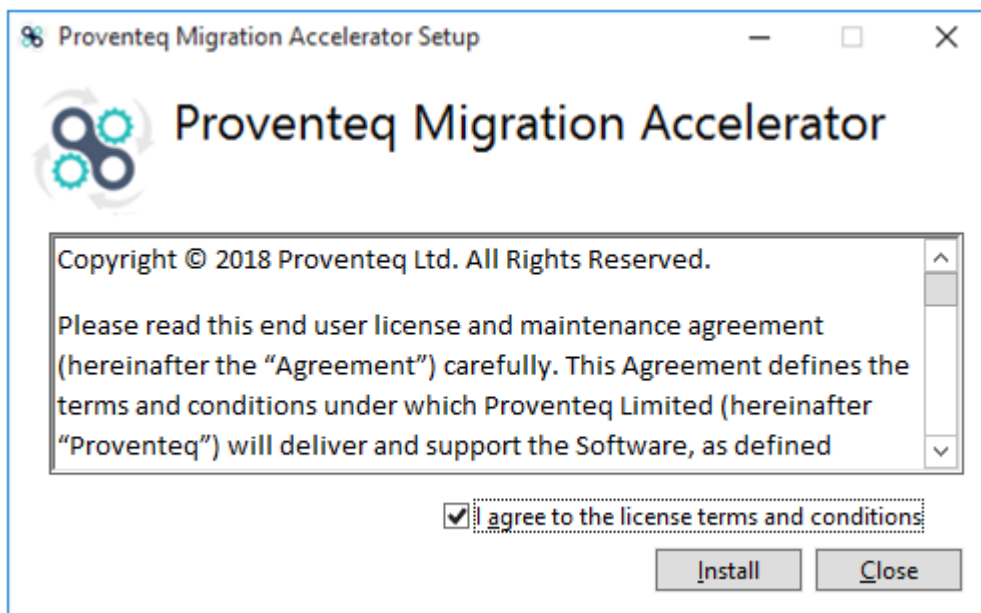 Proventeq Migration Accelerator Setup
Proventeq Migration Accelerator
Copyright © 2018 Proventeq Ltd. All Rights Reserved.
Please read this end user license and maintenance agreement
(hereinafter the “Agreement”) carefully. This Agreement defines the
terms and conditions under which Proventeq Limited (hereinafter
“Proventeq”) will deliver and support the Software, as defined
I agree to the license terms and conditions
Install Close